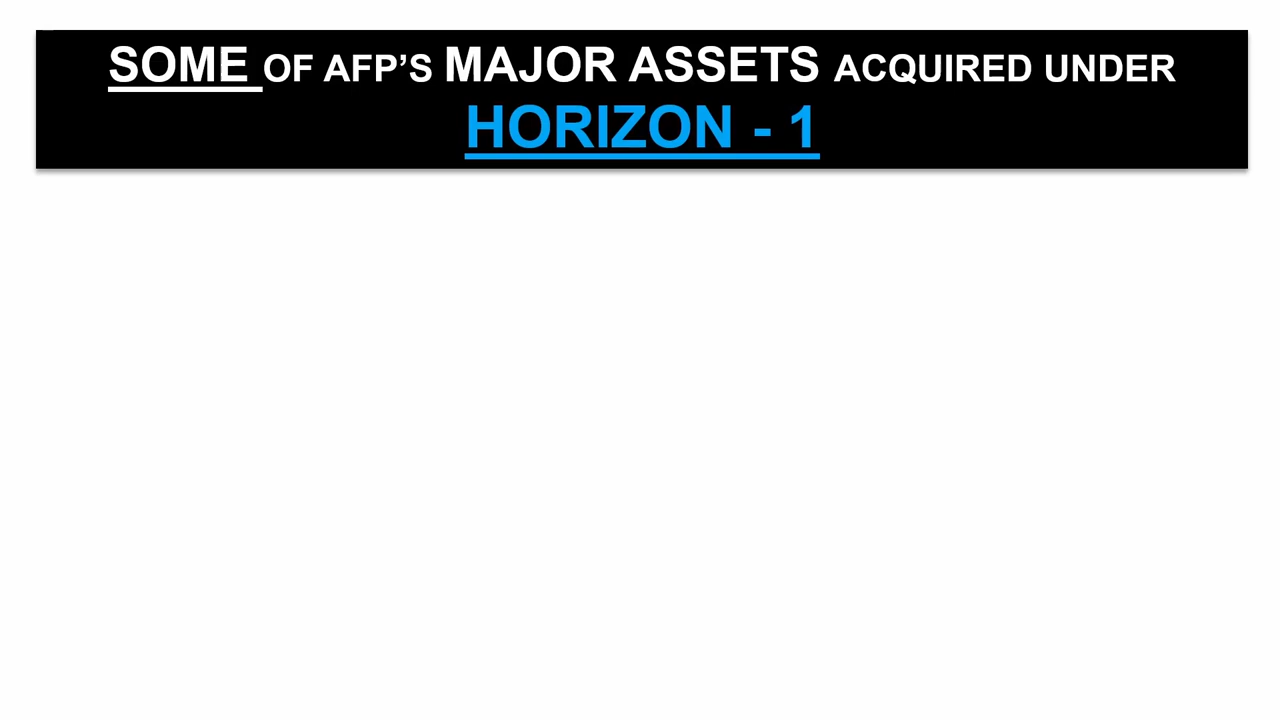 SOME OF AFP’S MAJOR ASSETS ACQUIRED UNDER
HORIZON - 1